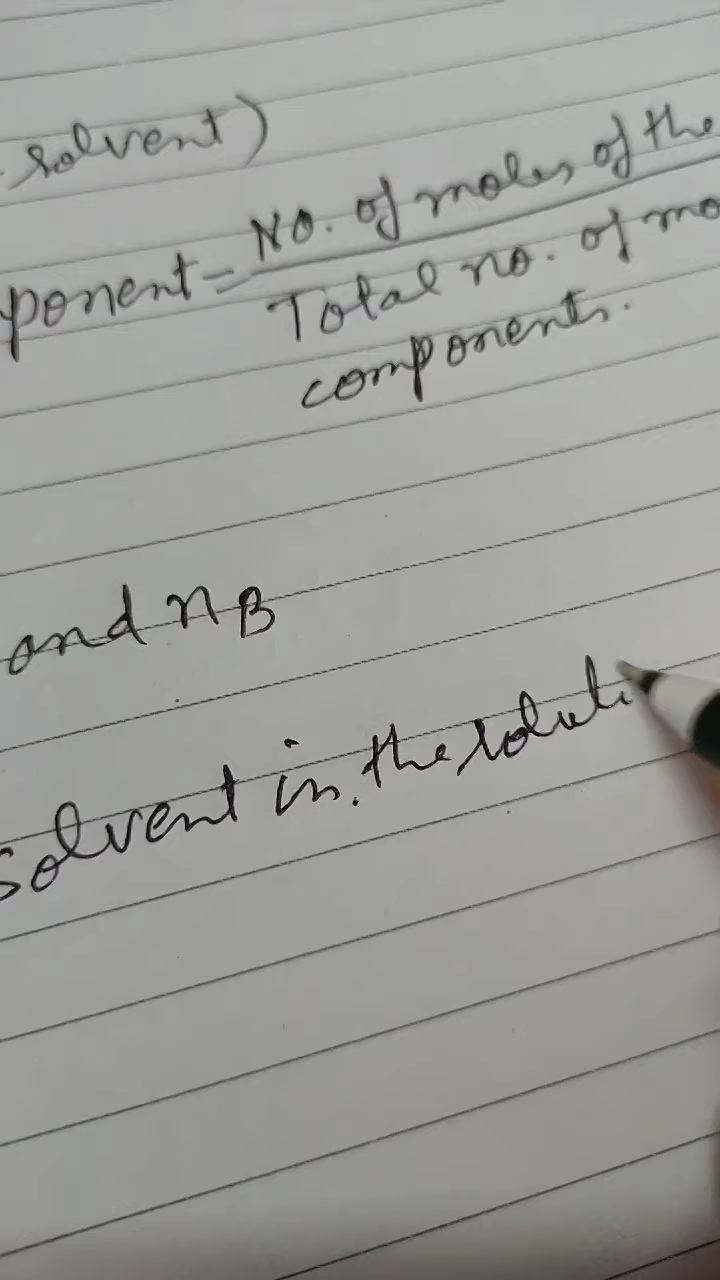 solvent)
ponent = No. of moles of the
Total no. of mo
components.
and nB
solvent in the soluti